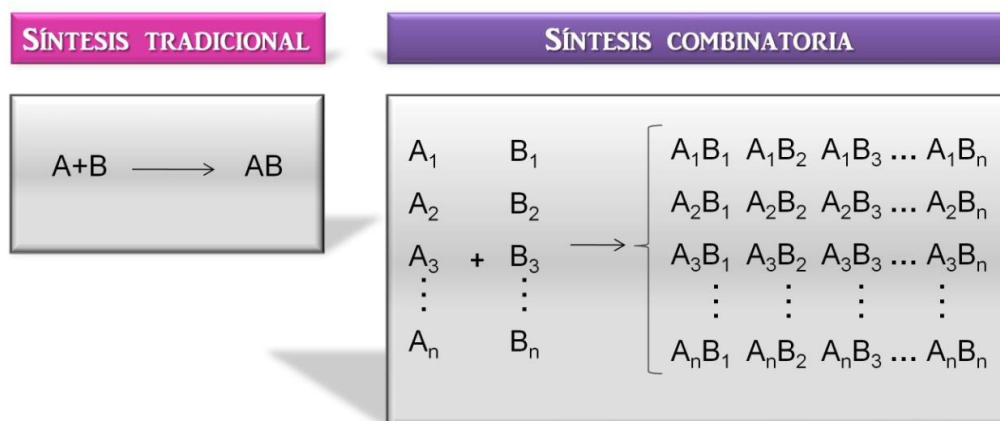 SÍNTESIS TRADICIONAL
A+B → AB
SÍNTESIS COMBINATORIA
A₁ B₁ A₁B₁ A₁B₂ A₁B₃ ... A₁Bₙ
A₂ B₂ A₂B₁ A₂B₂ A₂B₃ ... A₂Bₙ
A₃ + B₃ → A₃B₁ A₃B₂ A₃B₃ ... A₃Bₙ
⋮ ⋮ ⋮ ⋮ ⋮ ⋮
Aₙ Bₙ AₙB₁ AₙB₂ AₙB₃ ... AₙBₙ